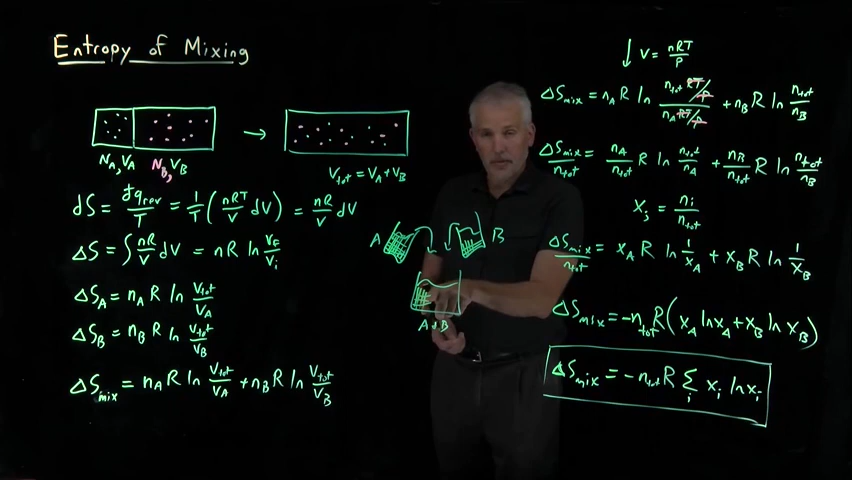 Entropy of Mixing
N_A, V_A N_B, V_B
V_tot = V_A + V_B
dS = đq_rev/T = 1/T (nRT/V dV) = nR/V dV
ΔS = ∫ nR/V dV = nR ln V_f/V_i
ΔS_A = n_A R ln V_tot/V_A
ΔS_B = n_B R ln V_tot/V_B
ΔS_mix = n_A R ln V_tot/V_A + n_B R ln V_tot/V_B
A B
A+B
↓ V = nRT/P
ΔS_mix = n_A R ln (n_tot RT/P)/(n_A RT/P) + n_B R ln n_tot/n_B
ΔS_mix/n_tot = n_A/n_tot R ln n_tot/n_A + n_B/n_tot R ln n_tot/n_B
X_i = n_i/n_tot
ΔS_mix/n_tot = X_A R ln 1/X_A + X_B R ln 1/X_B
ΔS_mix = -n_tot R (X_A ln X_A + X_B ln X_B)
ΔS_mix = -n_tot R Σ_i X_i ln X_i